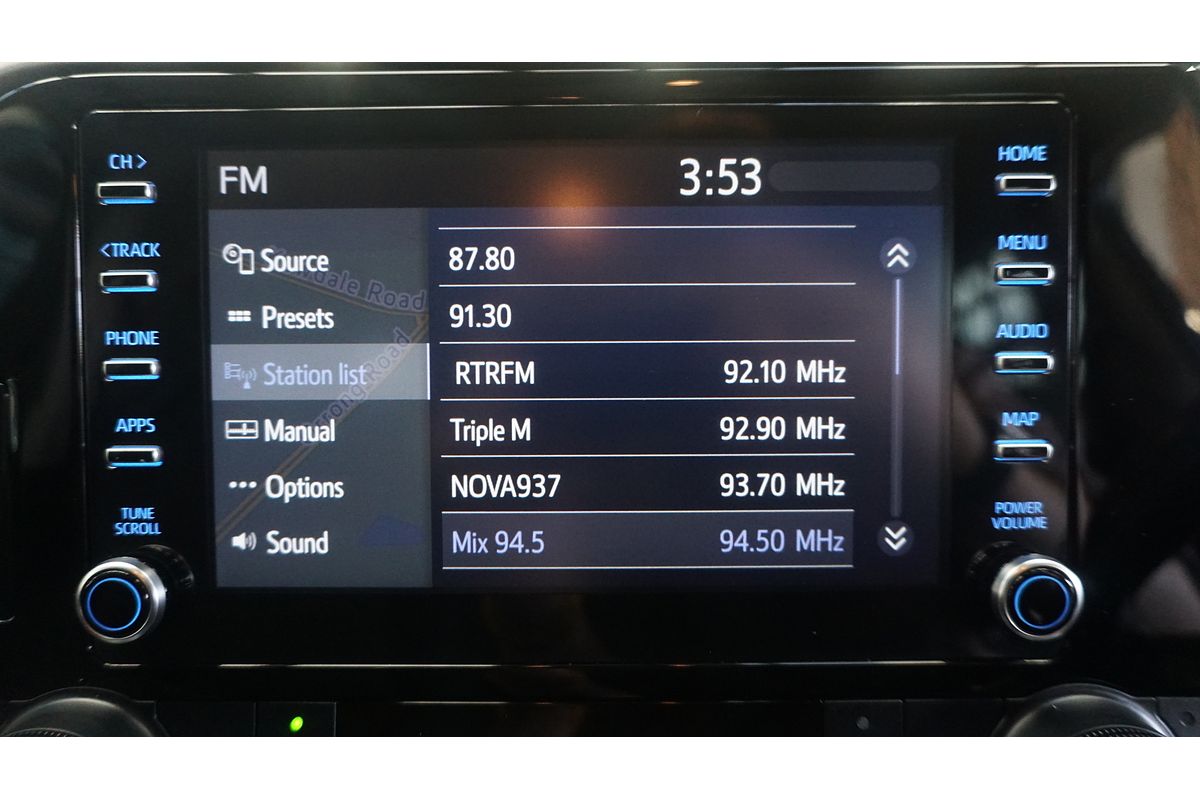 CH >
HOME
FM
3:53
<TRACK
MENU
Source
87.80
Road
Presets
91.30
PHONE
AUDIO
Station list
RTRFM 92.10 MHz
Road
APPS
MAP
Manual
Triple M 92.90 MHz
Options
NOVA937 93.70 MHz
TUNE
SCROLL
POWER
VOLUME
Sound
Mix 94.5 94.50 MHz